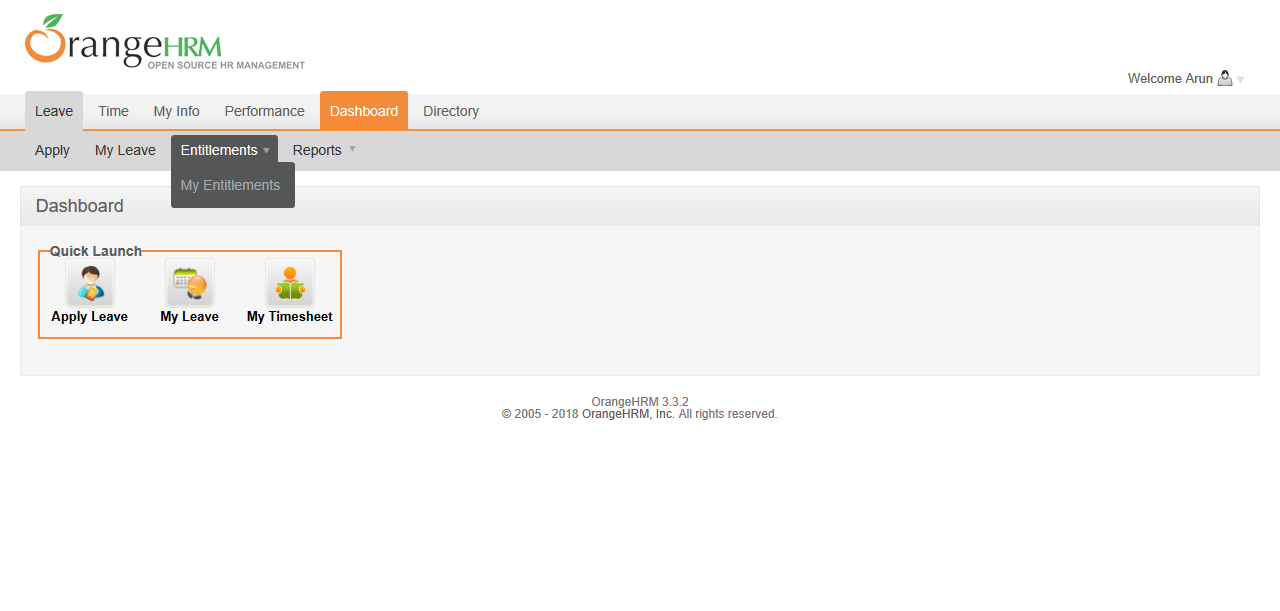 OrangeHRM
OPEN SOURCE HR MANAGEMENT
Welcome Arun
Leave Time My Info Performance Dashboard Directory
Apply My Leave Entitlements Reports
My Entitlements
Dashboard
Quick Launch
Apply Leave My Leave My Timesheet
OrangeHRM 3.3.2
© 2005 - 2018 OrangeHRM, Inc. All rights reserved.